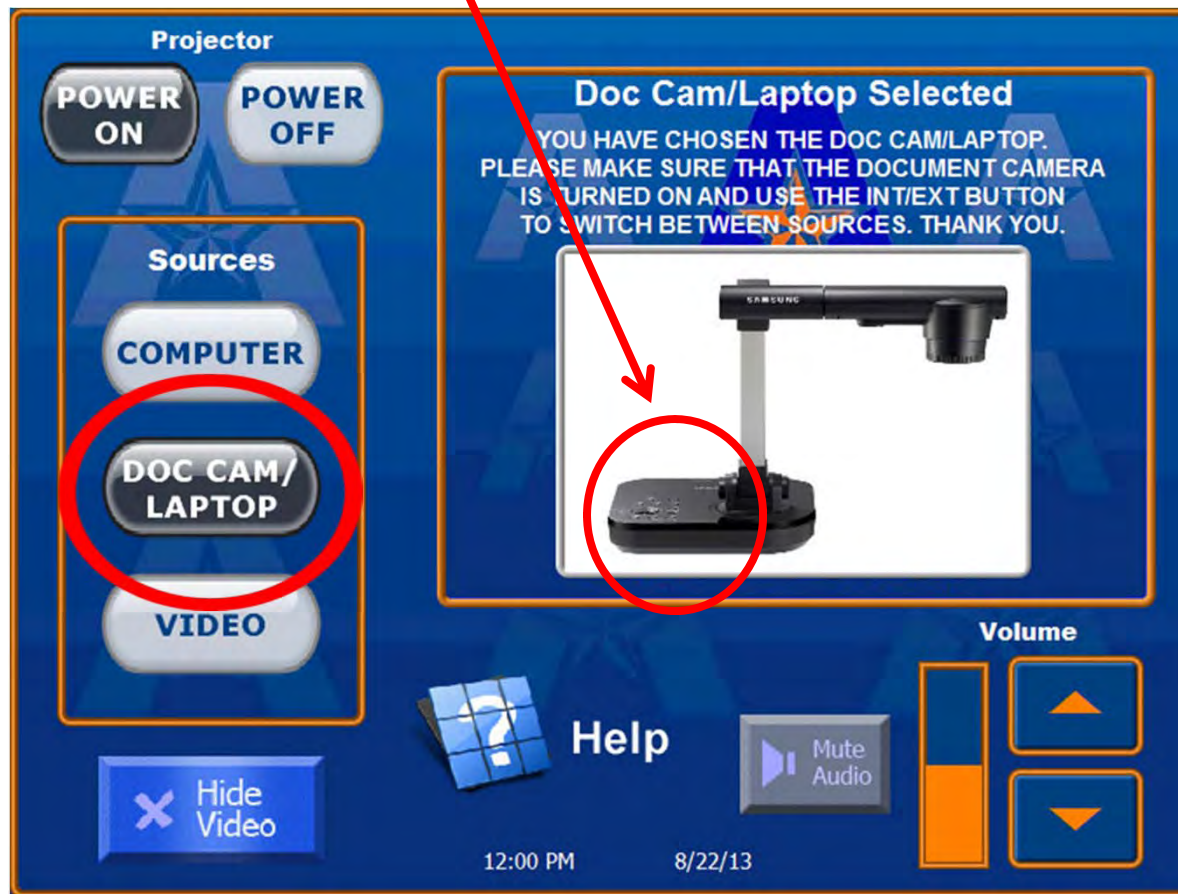 Projector
POWER
ON
POWER
OFF
Sources
COMPUTER
DOC CAM/
LAPTOP
VIDEO
Hide
Video
Doc Cam/Laptop Selected
YOU HAVE CHOSEN THE DOC CAM/LAPTOP.
PLEASE MAKE SURE THAT THE DOCUMENT CAMERA
IS TURNED ON AND USE THE INT/EXT BUTTON
TO SWITCH BETWEEN SOURCES. THANK YOU.
SAMSUNG
Help
Mute
Audio
Volume
12:00 PM 8/22/13